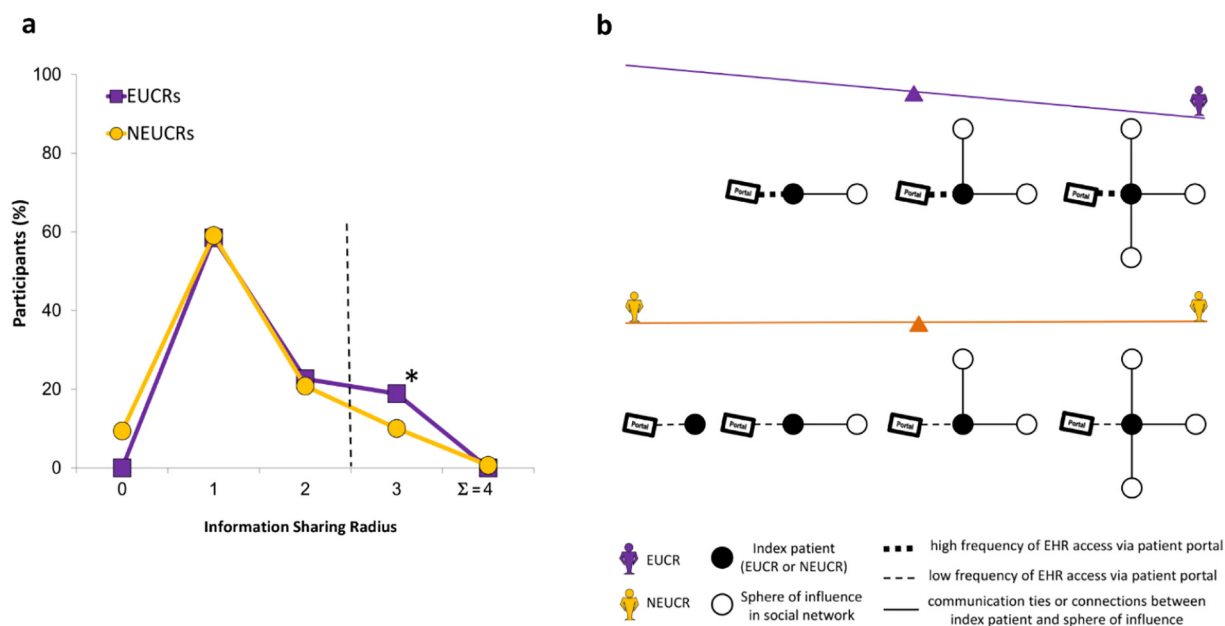 a
b
100
80
60
40
20
0
EUCRs
NEUCRs
*
Participants (%)
0 1 2 3 Σ = 4
Information Sharing Radius
Portal Portal Portal
Portal Portal Portal Portal
EUCR
NEUCR
Index patient
(EUCR or NEUCR)
Sphere of influence
in social network
high frequency of EHR access via patient portal
low frequency of EHR access via patient portal
communication ties or connections between
index patient and sphere of influence